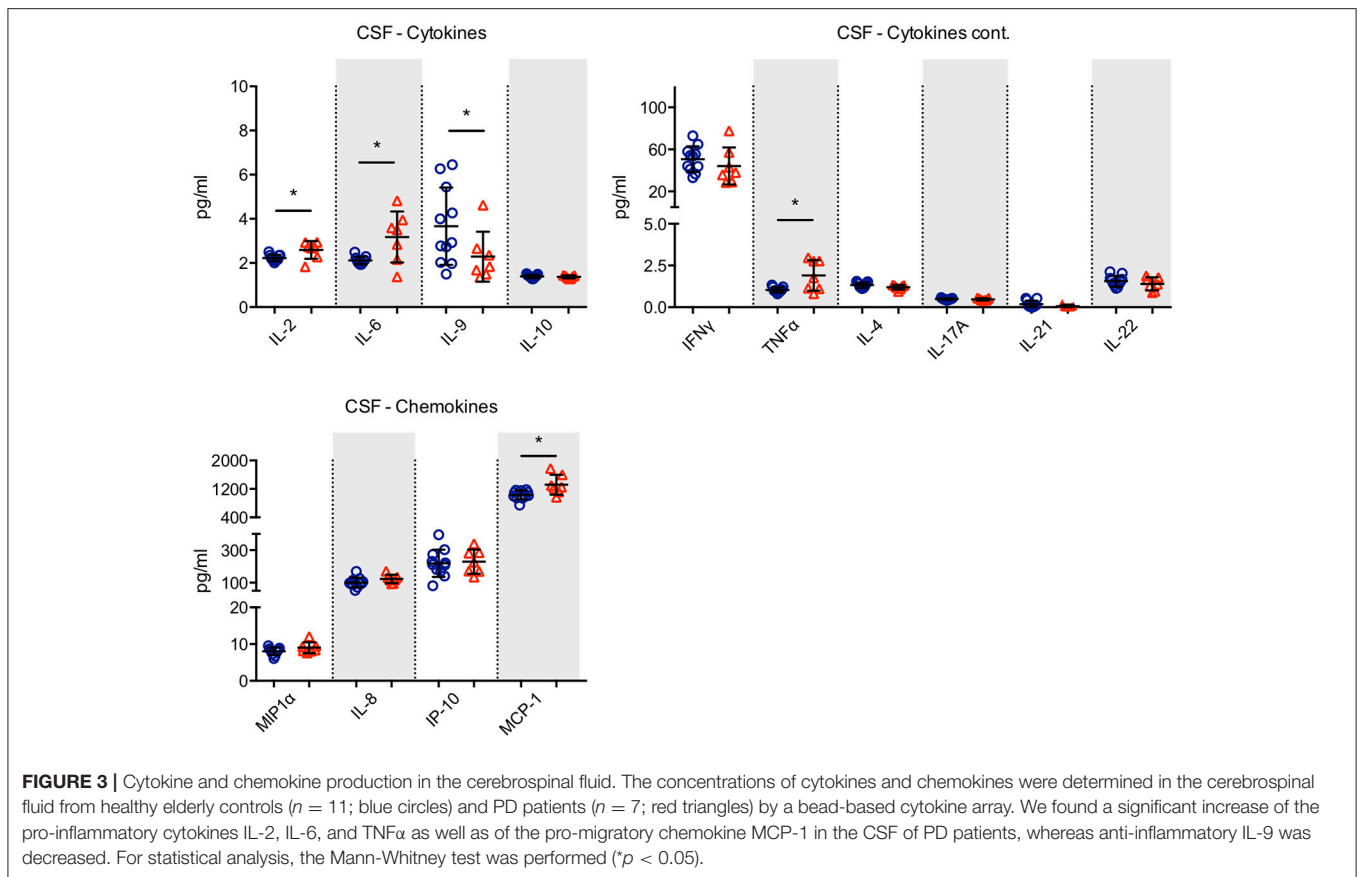 CSF - Cytokines
10
8
6
4
2
0
pg/ml
*
*
*
IL-2
IL-6
IL-9
IL-10
CSF - Cytokines cont.
100
60
20
5.0
2.5
0.0
pg/ml
*
IFNγ
TNFα
IL-4
IL-17A
IL-21
IL-22
CSF - Chemokines
2000
1200
400
300
100
20
10
0
pg/ml
*
MIP1α
IL-8
IP-10
MCP-1
FIGURE 3 | Cytokine and chemokine production in the cerebrospinal fluid. The concentrations of cytokines and chemokines were determined in the cerebrospinal
fluid from healthy elderly controls (n = 11; blue circles) and PD patients (n = 7; red triangles) by a bead-based cytokine array. We found a significant increase of the
pro-inflammatory cytokines IL-2, IL-6, and TNFα as well as of the pro-migratory chemokine MCP-1 in the CSF of PD patients, whereas anti-inflammatory IL-9 was
decreased. For statistical analysis, the Mann-Whitney test was performed (*p < 0.05).